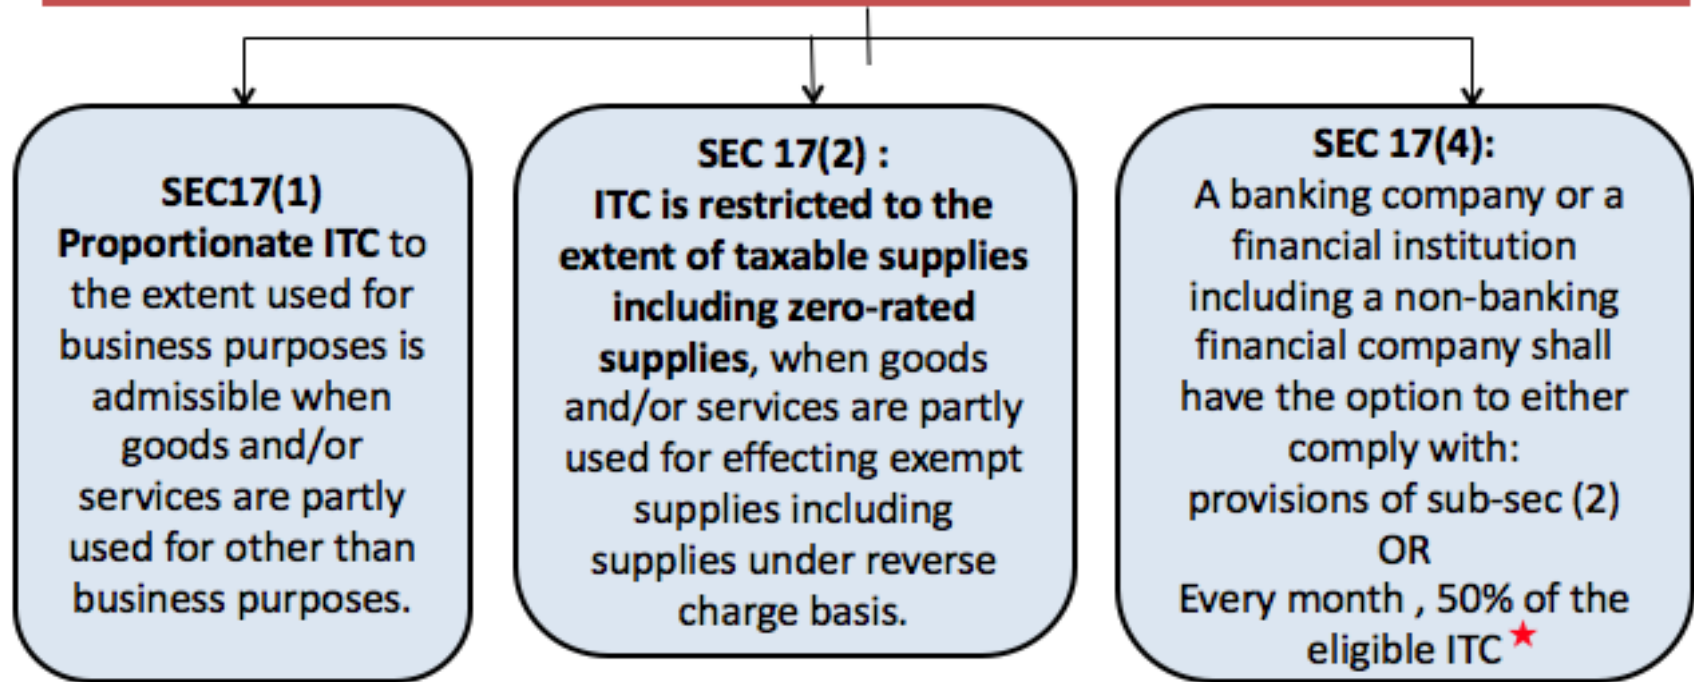 SEC17(1)
Proportionate ITC to
the extent used for
business purposes is
admissible when
goods and/or
services are partly
used for other than
business purposes.
SEC 17(2) :
ITC is restricted to the
extent of taxable supplies
including zero-rated
supplies, when goods
and/or services are partly
used for effecting exempt
supplies including
supplies under reverse
charge basis.
SEC 17(4):
A banking company or a
financial institution
including a non-banking
financial company shall
have the option to either
comply with:
provisions of sub-sec (2)
OR
Every month , 50% of the
eligible ITC